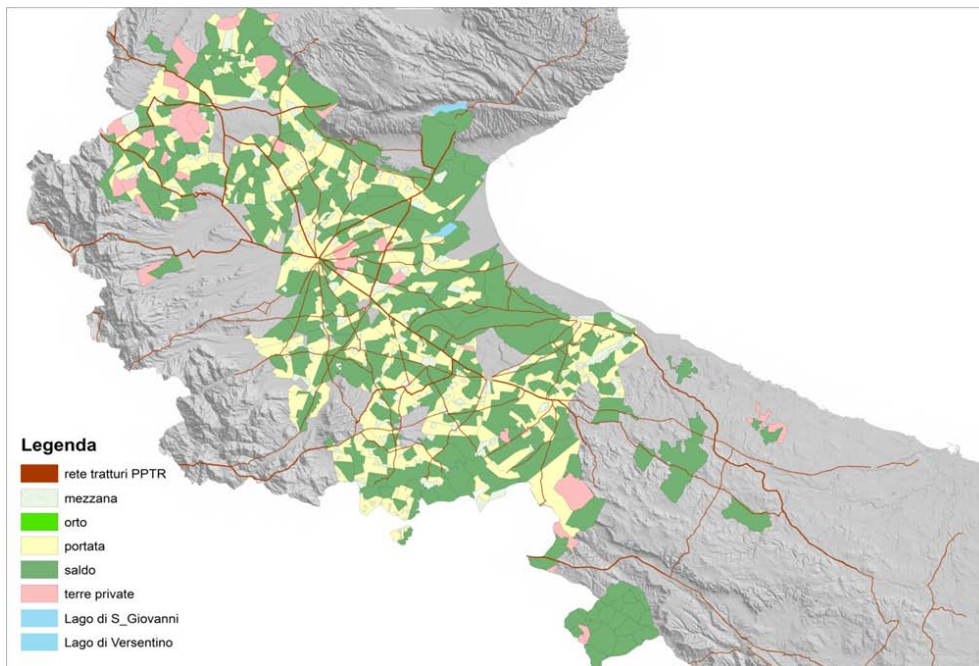 Legenda
rete tratturi PPTR
mezzana
orto
portata
saldo
terre private
Lago di S_Giovanni
Lago di Versentino